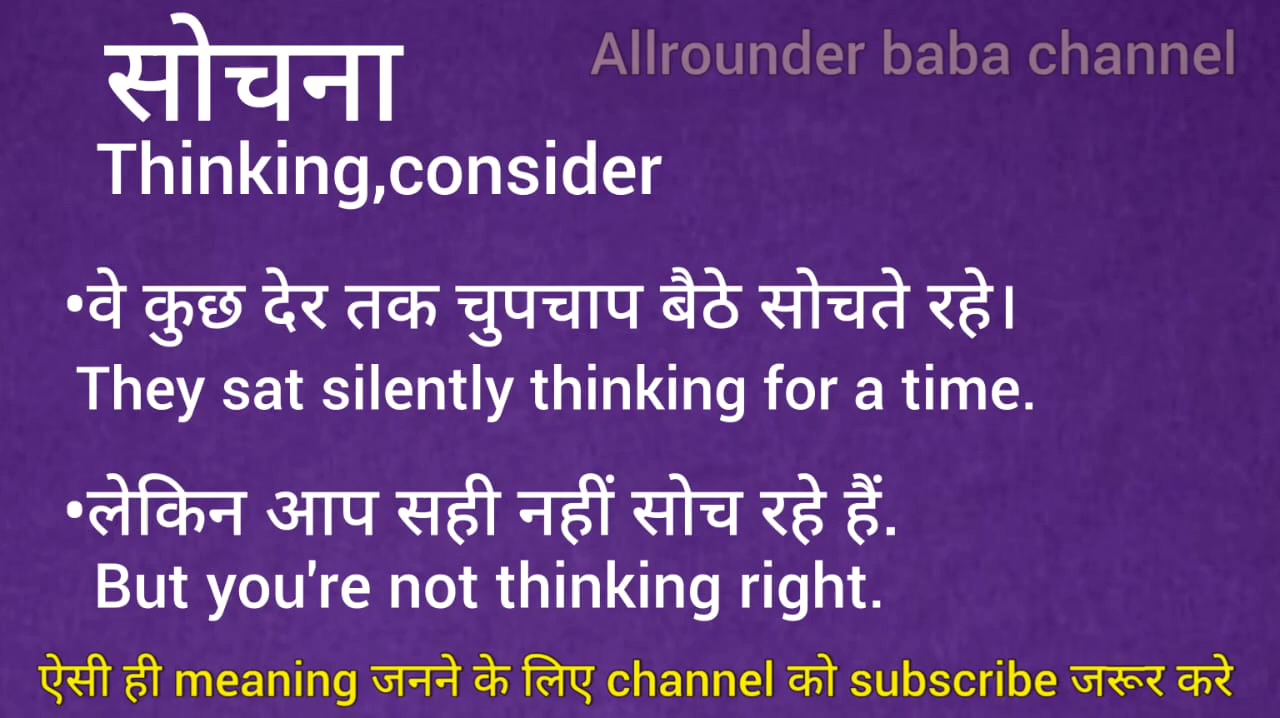 सोचना
Allrounder baba channel
Thinking,consider
•वे कुछ देर तक चुपचाप बैठे सोचते रहे।
They sat silently thinking for a time.
•लेकिन आप सही नहीं सोच रहे हैं.
But you're not thinking right.
ऐसी ही meaning जनने के लिए channel को subscribe जरूर करे